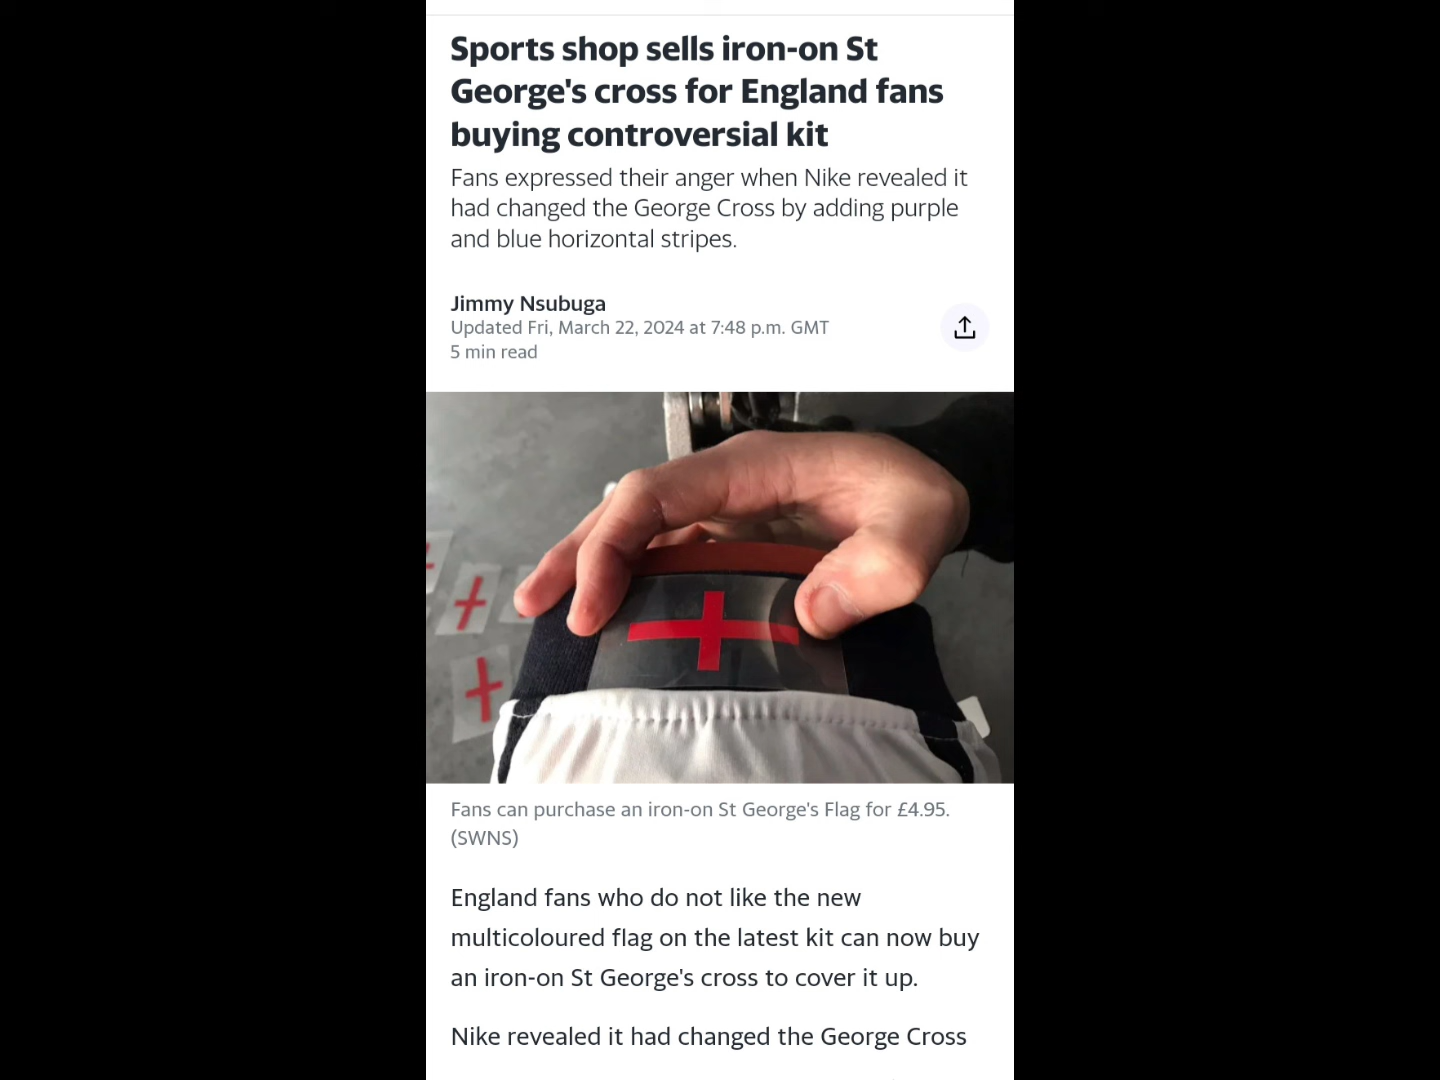 Sports shop sells iron-on St
George's cross for England fans
buying controversial kit
Fans expressed their anger when Nike revealed it
had changed the George Cross by adding purple
and blue horizontal stripes.
Jimmy Nsubuga
Updated Fri, March 22, 2024 at 7:48 p.m. GMT
5 min read
Fans can purchase an iron-on St George's Flag for £4.95.
(SWNS)
England fans who do not like the new
multicoloured flag on the latest kit can now buy
an iron-on St George's cross to cover it up.
Nike revealed it had changed the George Cross